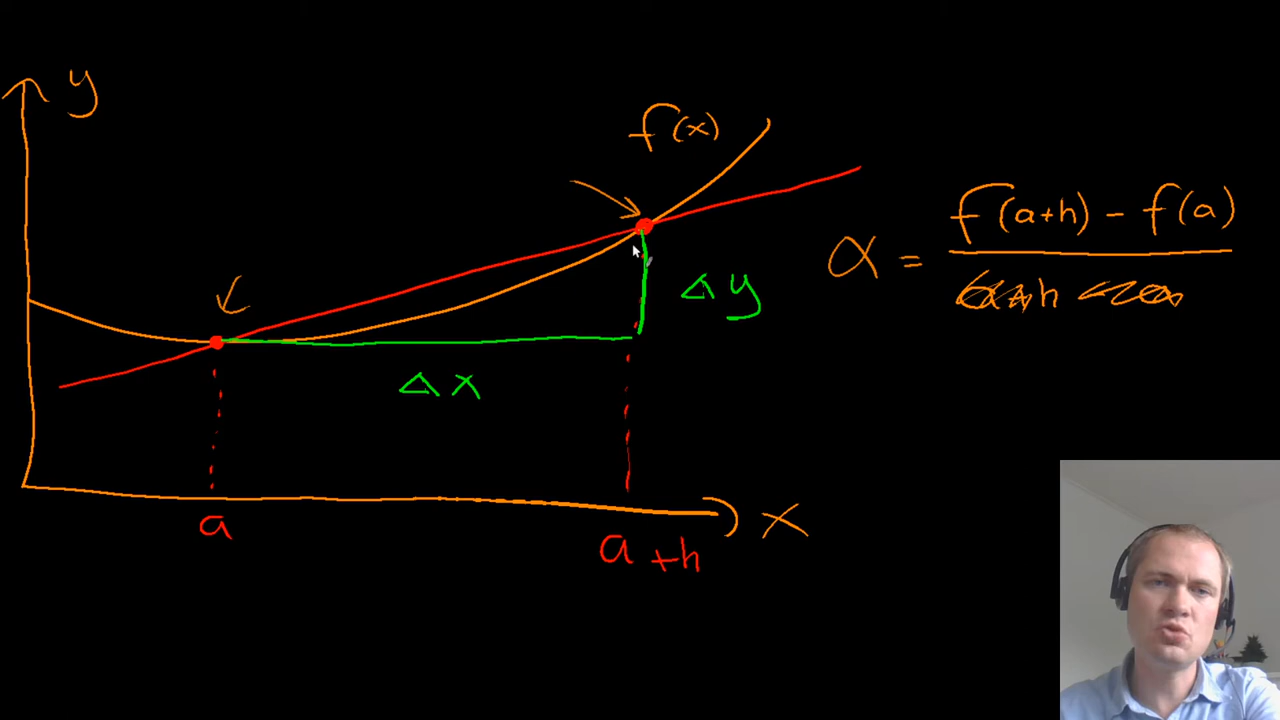 y
f(x)
α = f(a+h) - f(a)
h
Δy
Δx
a
a+h
x